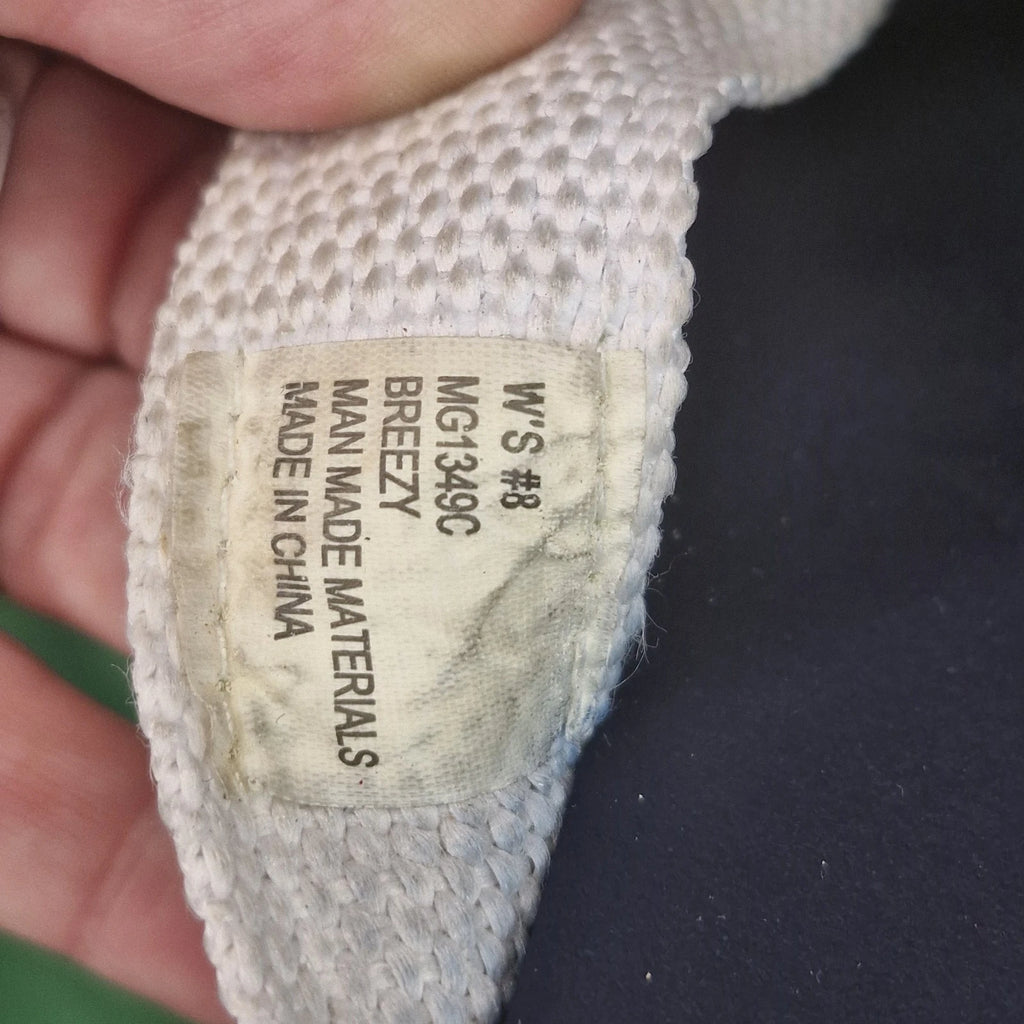 W'S #8
MG1349C
BREEZY
MAN MADE MATERIALS
MADE IN CHINA